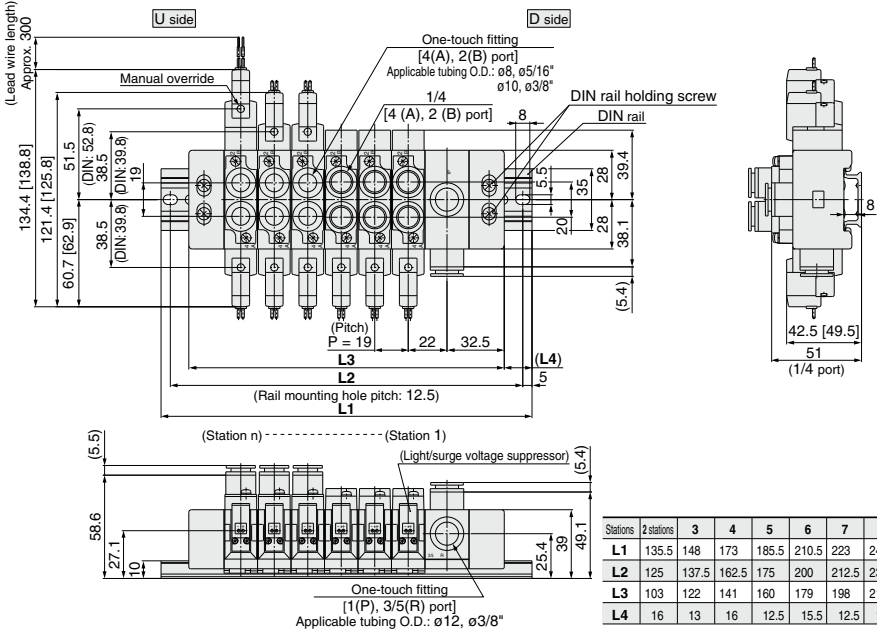 U side
D side
(Lead wire length)
Approx. 300
Manual override
One-touch fitting
[4(A), 2(B) port]
Applicable tubing O.D.: ø8, ø5/16"
ø10, ø3/8"
1/4
[4 (A), 2 (B) port]
DIN rail holding screw
DIN rail
8
134.4 [138.8]
121.4 [125.8]
60.7 [62.9]
51.5
(DIN: 52.8)
38.5
(DIN: 39.8)
19
38.5
(DIN: 39.8)
5.5
20
35
28
28
39.4
38.1
(5.4)
(Pitch)
P = 19
22
32.5
L3
(L4)
L2
5
(Rail mounting hole pitch: 12.5)
L1
8
42.5 [49.5]
51
(1/4 port)
(Station n)
(Station 1)
(Light/surge voltage suppressor)
(5.5)
58.6
27.1
10
(5.4)
25.4
39
49.1
One-touch fitting
[1(P), 3/5(R) port]
Applicable tubing O.D.: ø12, ø3/8"
Stations 2 stations 3 4 5 6 7
L1 135.5 148 173 185.5 210.5 223
L2 125 137.5 162.5 175 200 212.5
L3 103 122 141 160 179 198
L4 16 13 16 12.5 15.5 12.5